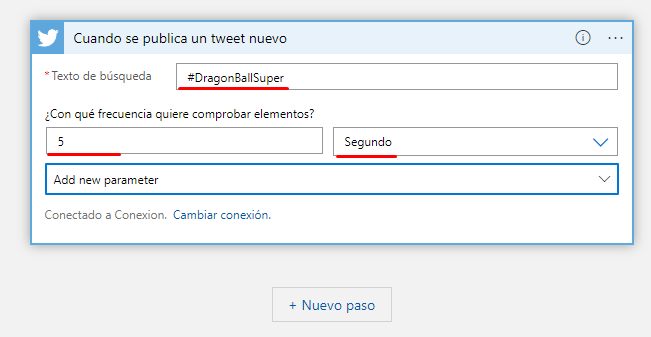 Cuando se publica un tweet nuevo
*Texto de búsqueda #DragonBallSuper
¿Con qué frecuencia quiere comprobar elementos?
5 Segundo
Add new parameter
Conectado a Conexion. Cambiar conexión.
+ Nuevo paso